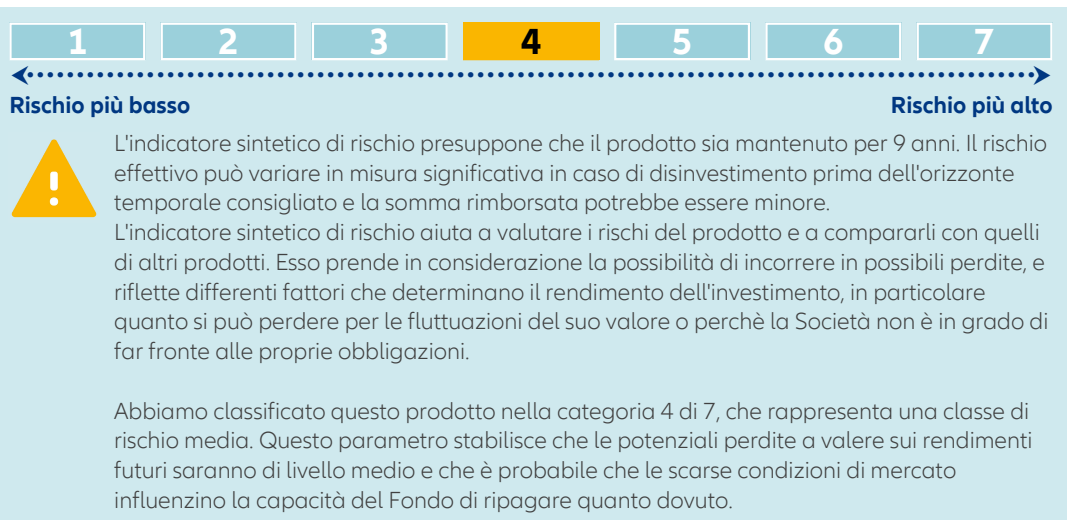 1 2 3 4 5 6 7
Rischio più basso Rischio più alto
L'indicatore sintetico di rischio presuppone che il prodotto sia mantenuto per 9 anni. Il rischio
effettivo può variare in misura significativa in caso di disinvestimento prima dell'orizzonte
temporale consigliato e la somma rimborsata potrebbe essere minore.
L'indicatore sintetico di rischio aiuta a valutare i rischi del prodotto e a compararli con quelli
di altri prodotti. Esso prende in considerazione la possibilità di incorrere in possibili perdite, e
riflette differenti fattori che determinano il rendimento dell'investimento, in particolare
quanto si può perdere per le fluttuazioni del suo valore o perchè la Società non è in grado di
far fronte alle proprie obbligazioni.
Abbiamo classificato questo prodotto nella categoria 4 di 7, che rappresenta una classe di
rischio media. Questo parametro stabilisce che le potenziali perdite a valere sui rendimenti
futuri saranno di livello medio e che è probabile che le scarse condizioni di mercato
influenzino la capacità del Fondo di ripagare quanto dovuto.